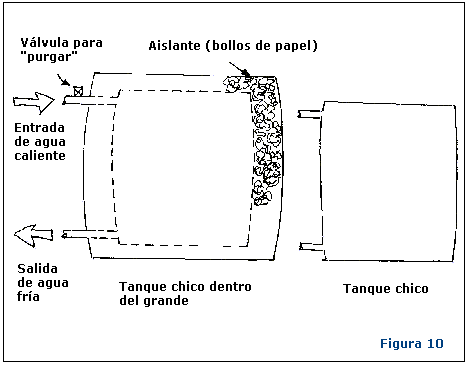 Válvula para
"purgar"
Aislante (bollos de papel)
Entrada
de agua
caliente
Salida
de agua
fría
Tanque chico dentro
del grande
Tanque chico
Figura 10